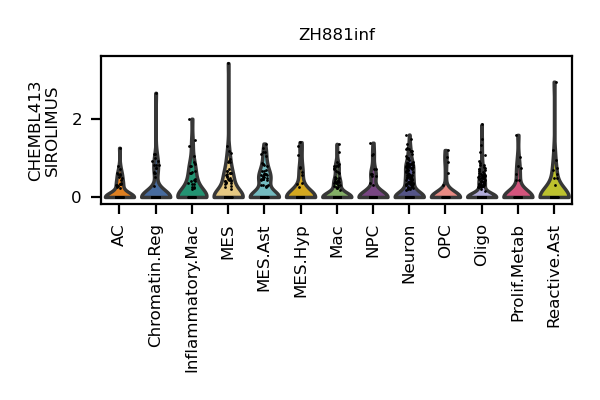 ZH881inf
CHEMBL413
SIROLIMUS
2
0
AC
Chromatin.Reg
Inflammatory.Mac
MES
MES.Ast
MES.Hyp
Mac
NPC
Neuron
OPC
Oligo
Prolif.Metab
Reactive.Ast